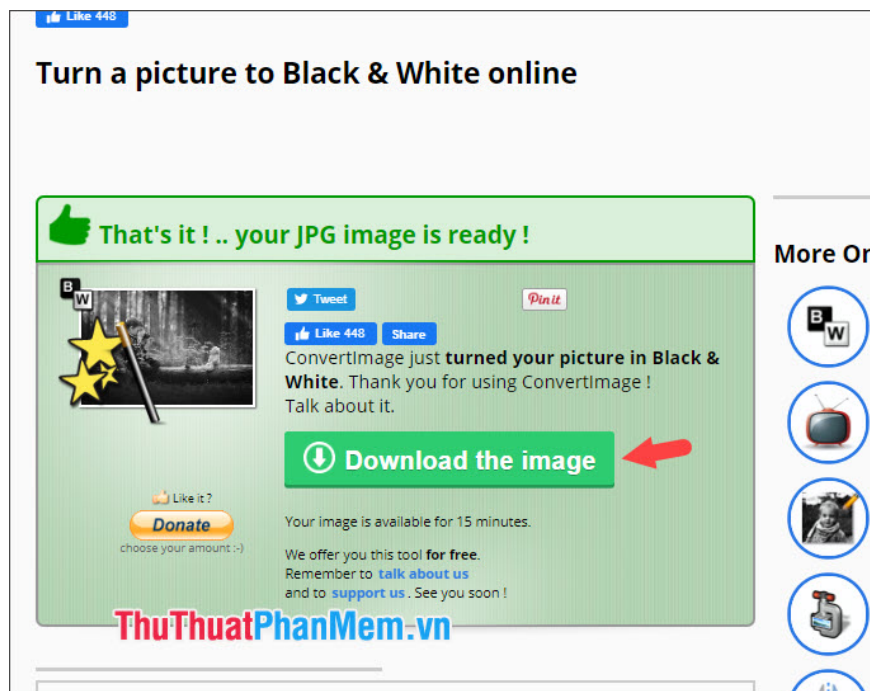 Like 448
Turn a picture to Black & White online
That's it ! .. your JPG image is ready !
More
B
W
Tweet
Pinit
Like 448
Share
ConvertImage just turned your picture in Black &
White. Thank you for using ConvertImage !
Talk about it.
Download the image
Like it ?
Donate
choose your amount :-)
Your image is available for 15 minutes.
We offer you this tool for free.
Remember to talk about us
and to support us . See you soon !
B
W
ThuThuatPhanMem.vn